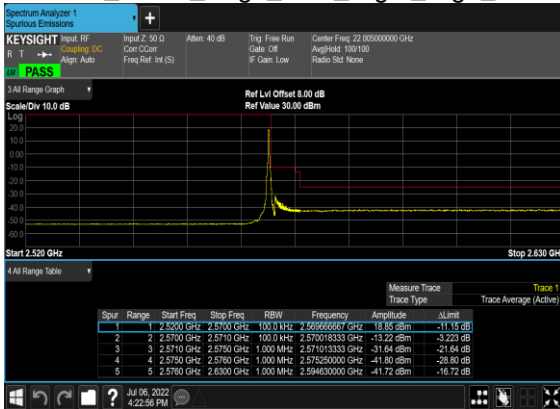 Spectrum Analyzer 1
Spurious Emissions
KEYSIGHT Input: RF Input Z: 50 Ω Atten: 40 dB Trig: Free Run Center Freq: 22.005000000 GHz
R T Coupling: DC Corr CCorr Gate: Off Avg|Hold: 100/100
Align: Auto Freq Ref: Int (S) IF Gain: Low Radio Std: None
PASS
3 All Range Graph Ref Lvl Offset 8.00 dB
Scale/Div 10.0 dB Ref Value 30.00 dBm
Log
20.0
10.0
0.00
-10.0
-20.0
-30.0
-40.0
-50.0
-60.0
Start 2.520 GHz Stop 2.630 GH
4 All Range Table
Measure Trace Trace 1
Trace Type Trace Average (Active)
Spur Range Start Freq Stop Freq RBW Frequency Amplitude ΔLimit
1 1 2.5200 GHz 2.5700 GHz 100.0 kHz 2.569666667 GHz 18.85 dBm -11.15 dB
2 2 2.5700 GHz 2.5710 GHz 100.0 kHz 2.570018333 GHz -13.22 dBm -3.223 dB
3 3 2.5710 GHz 2.5750 GHz 1.000 MHz 2.571013333 GHz -31.64 dBm -21.64 dB
4 4 2.5750 GHz 2.5760 GHz 1.000 MHz 2.575250000 GHz -41.80 dBm -28.80 dB
5 5 2.5760 GHz 2.6300 GHz 1.000 MHz 2.594630000 GHz -41.72 dBm -16.72 dB
? Jul 06, 2022
4:22:56 PM